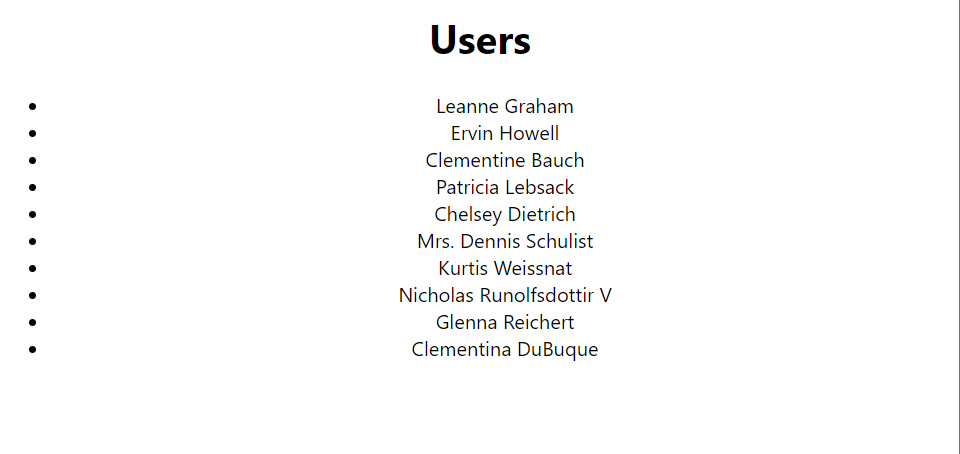 Users
Leanne Graham
Ervin Howell
Clementine Bauch
Patricia Lebsack
Chelsey Dietrich
Mrs. Dennis Schulist
Kurtis Weissnat
Nicholas Runolfsdottir V
Glenna Reichert
Clementina DuBuque